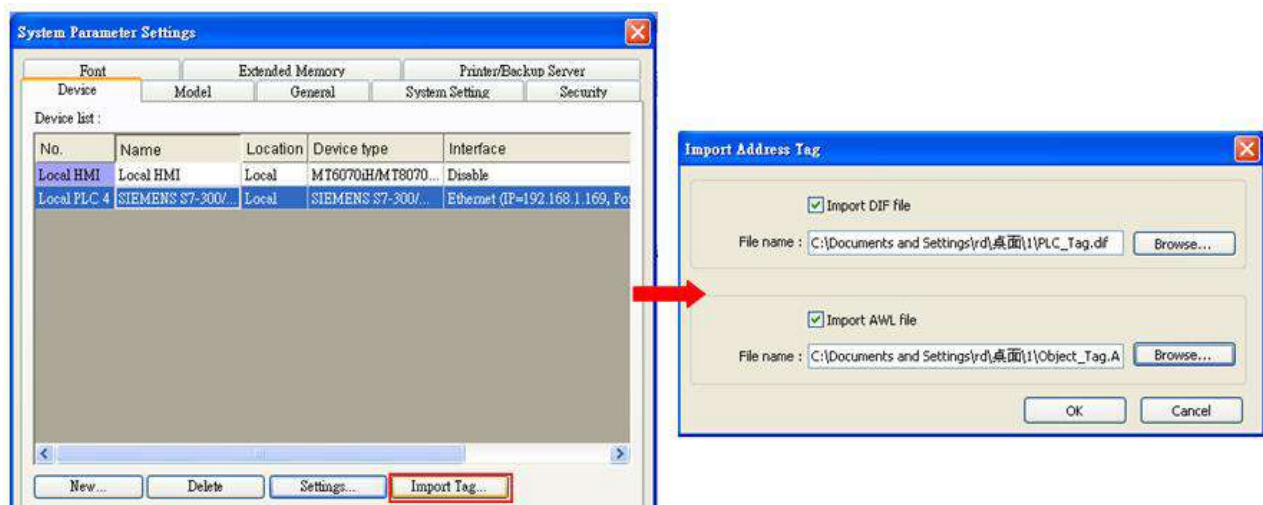 System Parameter Settings
Font Extended Memory Printer/Backup Server
Device Model General System Setting Security
Device list :
No. Name Location Device type Interface
Local HMI Local HMI Local MT6070iH/MT8070... Disable
Local PLC 4 SIEMENS S7-300/... Local SIEMENS S7-300/... Ethernet (IP=192.168.1.169, Po
New... Delete Settings... Import Tag...
Import Address Tag
Import DIF file
File name : C:\Documents and Settings\rd\桌面\1\PLC_Tag.dif Browse...
Import AWL file
File name : C:\Documents and Settings\rd\桌面\1\Object_Tag.A Browse...
OK Cancel